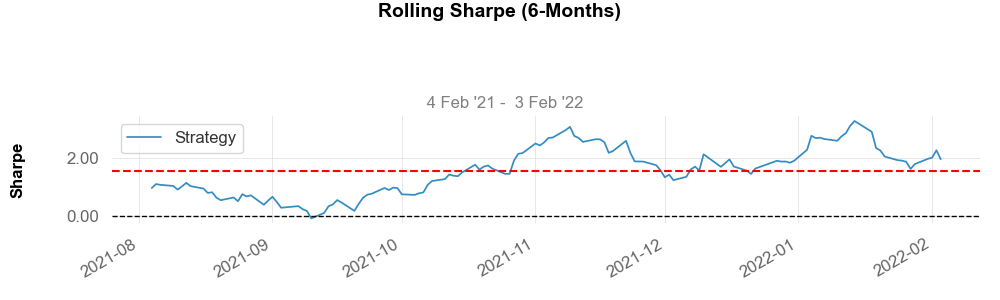 Rolling Sharpe (6-Months)
4 Feb '21 -  3 Feb '22
Strategy
Sharpe
2.00
0.00
2021-08
2021-09
2021-10
2021-11
2021-12
2022-01
2022-02